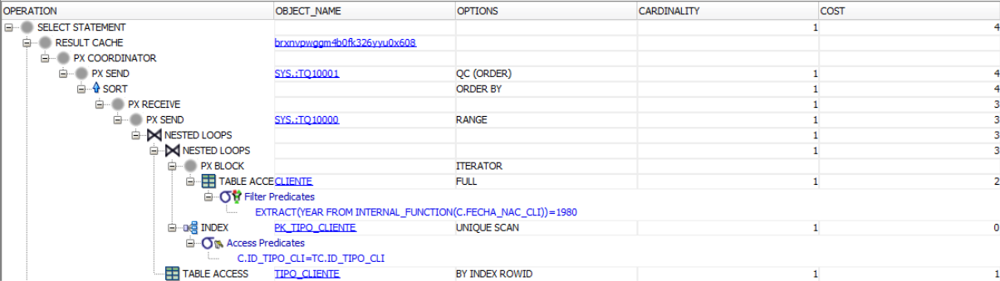 OPERATION OBJECT_NAME OPTIONS CARDINALITY COST
SELECT STATEMENT 1 4
RESULT CACHE brxnvpwggm4b0fk326yyu0x608
PX COORDINATOR
PX SEND SYS.:TQ10001 QC (ORDER) 1 4
SORT ORDER BY 1 4
PX RECEIVE 1 3
PX SEND SYS.:TQ10000 RANGE 1 3
NESTED LOOPS 1 3
NESTED LOOPS 1 3
PX BLOCK ITERATOR
TABLE ACCE CLIENTE FULL 1 2
Filter Predicates
EXTRACT(YEAR FROM INTERNAL_FUNCTION(C.FECHA_NAC_CLI))=1980
INDEX PK_TIPO_CLIENTE UNIQUE SCAN 1 0
Access Predicates
C.ID_TIPO_CLI=TC.ID_TIPO_CLI
TABLE ACCESS TIPO_CLIENTE BY INDEX ROWID 1 1